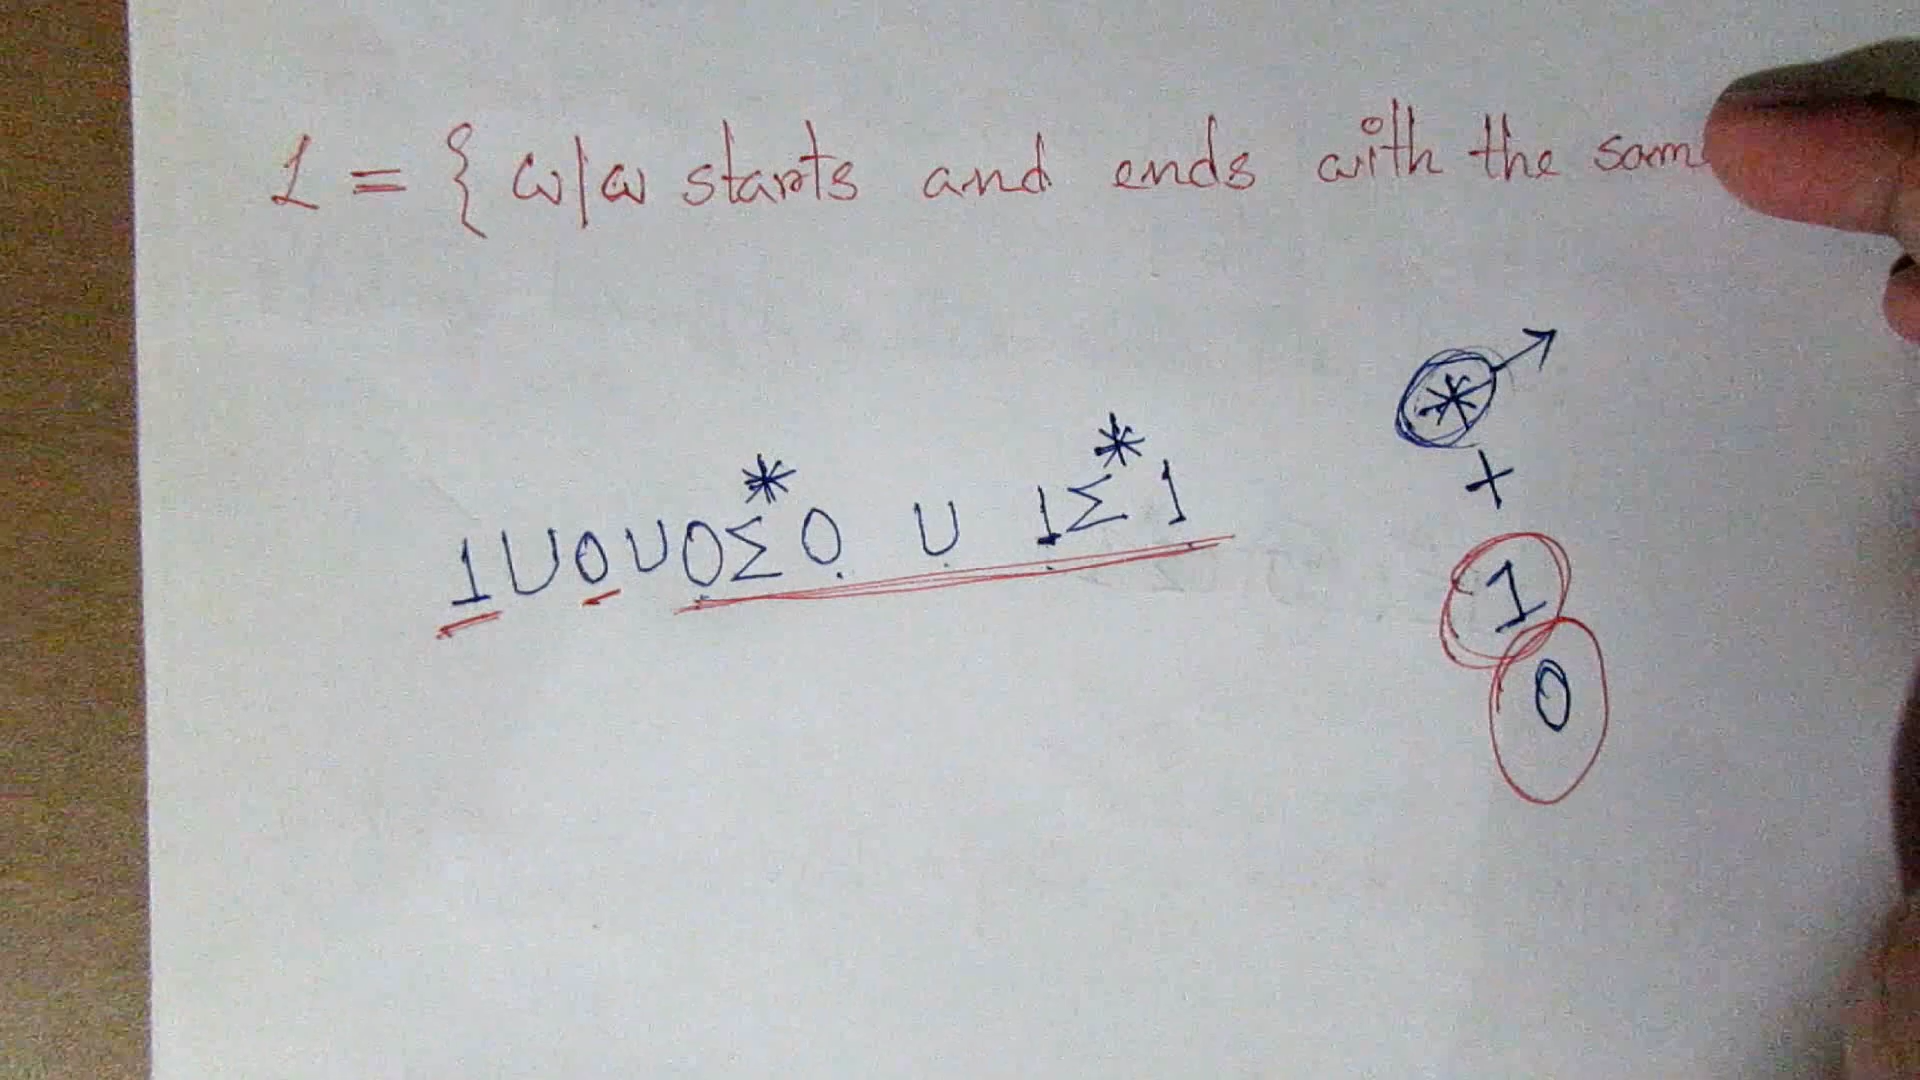 L = { w/w starts and ends with the sam
*
+
1 U 0 U 0Σ*0 U 1Σ*1
1
0